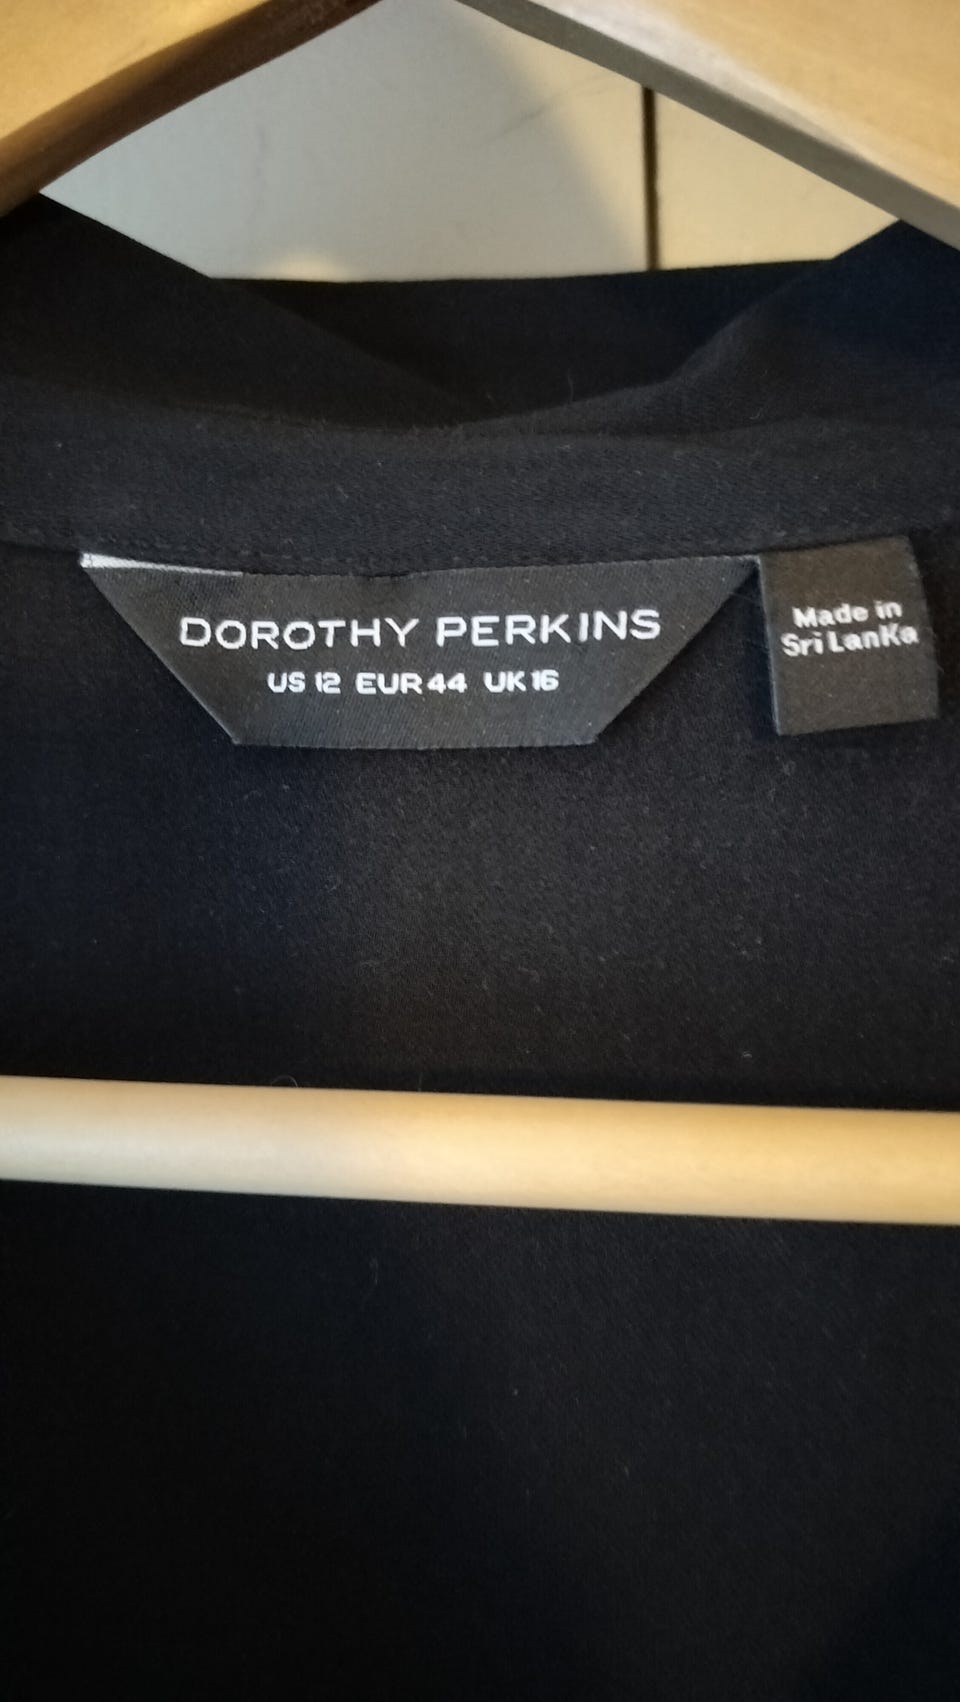 DOROTHY PERKINS
US 12 EUR 44 UK 16
Made in
Sri LanKa